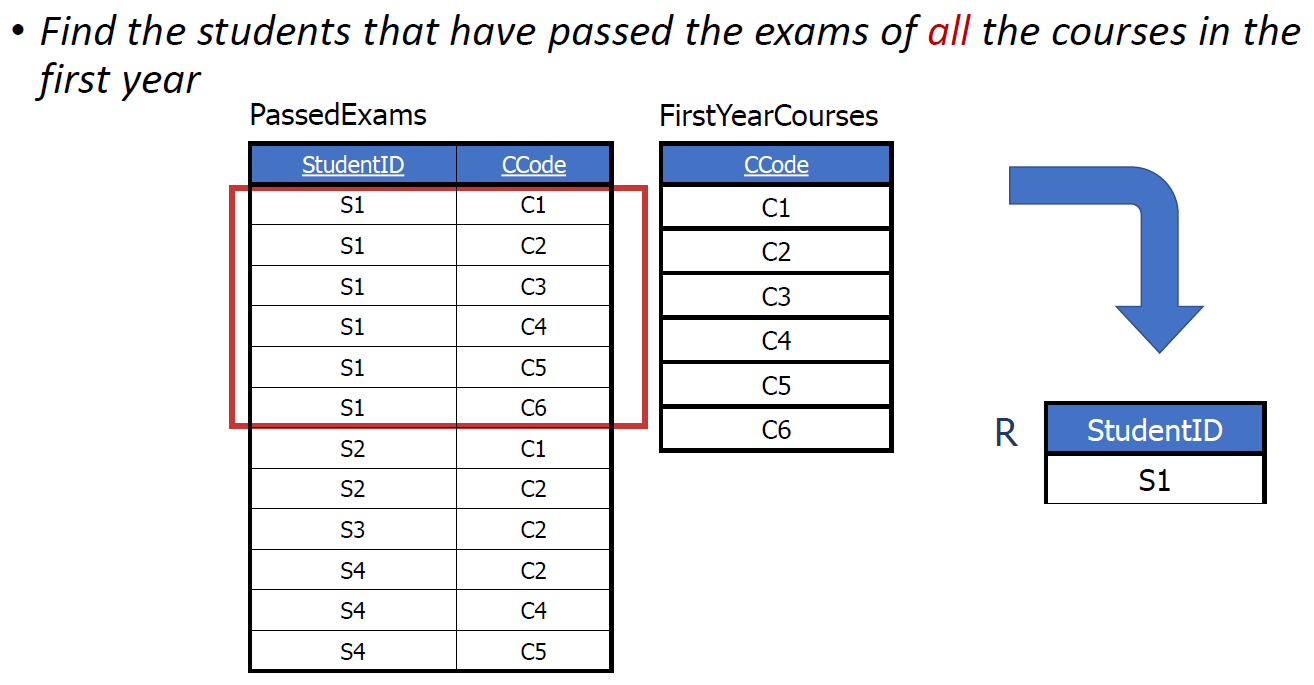 • Find the students that have passed the exams of all the courses in the
first year
PassedExams
StudentID CCode
S1 C1
S1 C2
S1 C3
S1 C4
S1 C5
S1 C6
S2 C1
S2 C2
S3 C2
S4 C2
S4 C4
S4 C5
FirstYearCourses
CCode
C1
C2
C3
C4
C5
C6
R
StudentID
S1